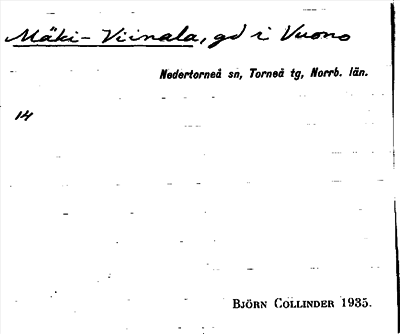 Mäki-Viinala, gd i Vuono
Nedertorneå sn, Torneå tg, Norrb. län.
14
BJÖRN COLLINDER 1935.